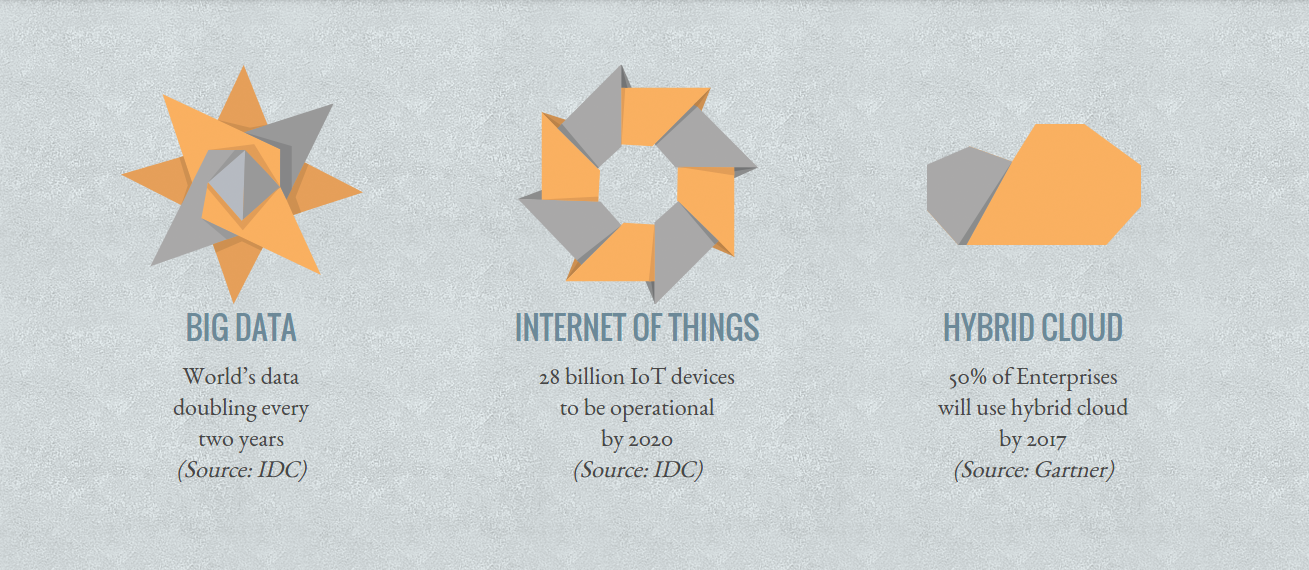 BIG DATA
World’s data
doubling every
two years
(Source: IDC)
INTERNET OF THINGS
28 billion IoT devices
to be operational
by 2020
(Source: IDC)
HYBRID CLOUD
50% of Enterprises
will use hybrid cloud
by 2017
(Source: Gartner)